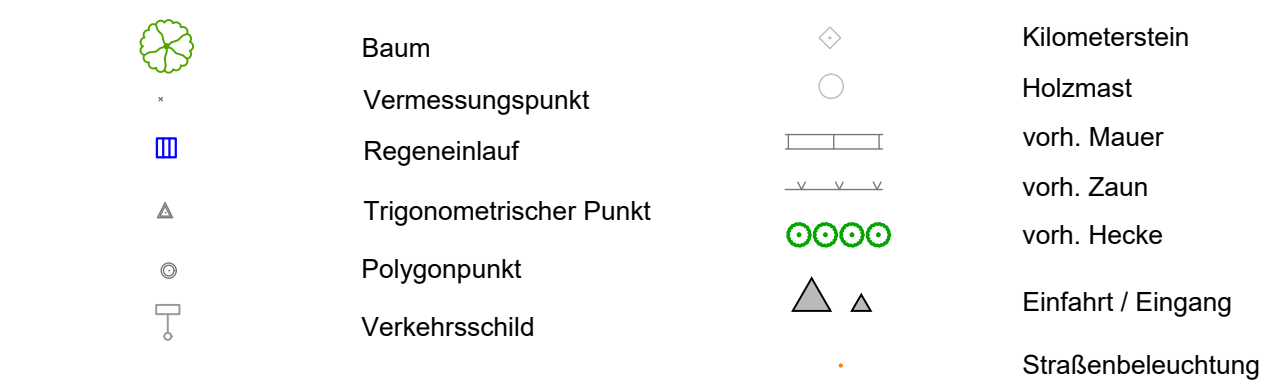 Baum
Vermessungspunkt
Regeneinlauf
Trigonometrischer Punkt
Polygonpunkt
Verkehrsschild
Kilometerstein
Holzmast
vorh. Mauer
vorh. Zaun
vorh. Hecke
Einfahrt / Eingang
Straßenbeleuchtung